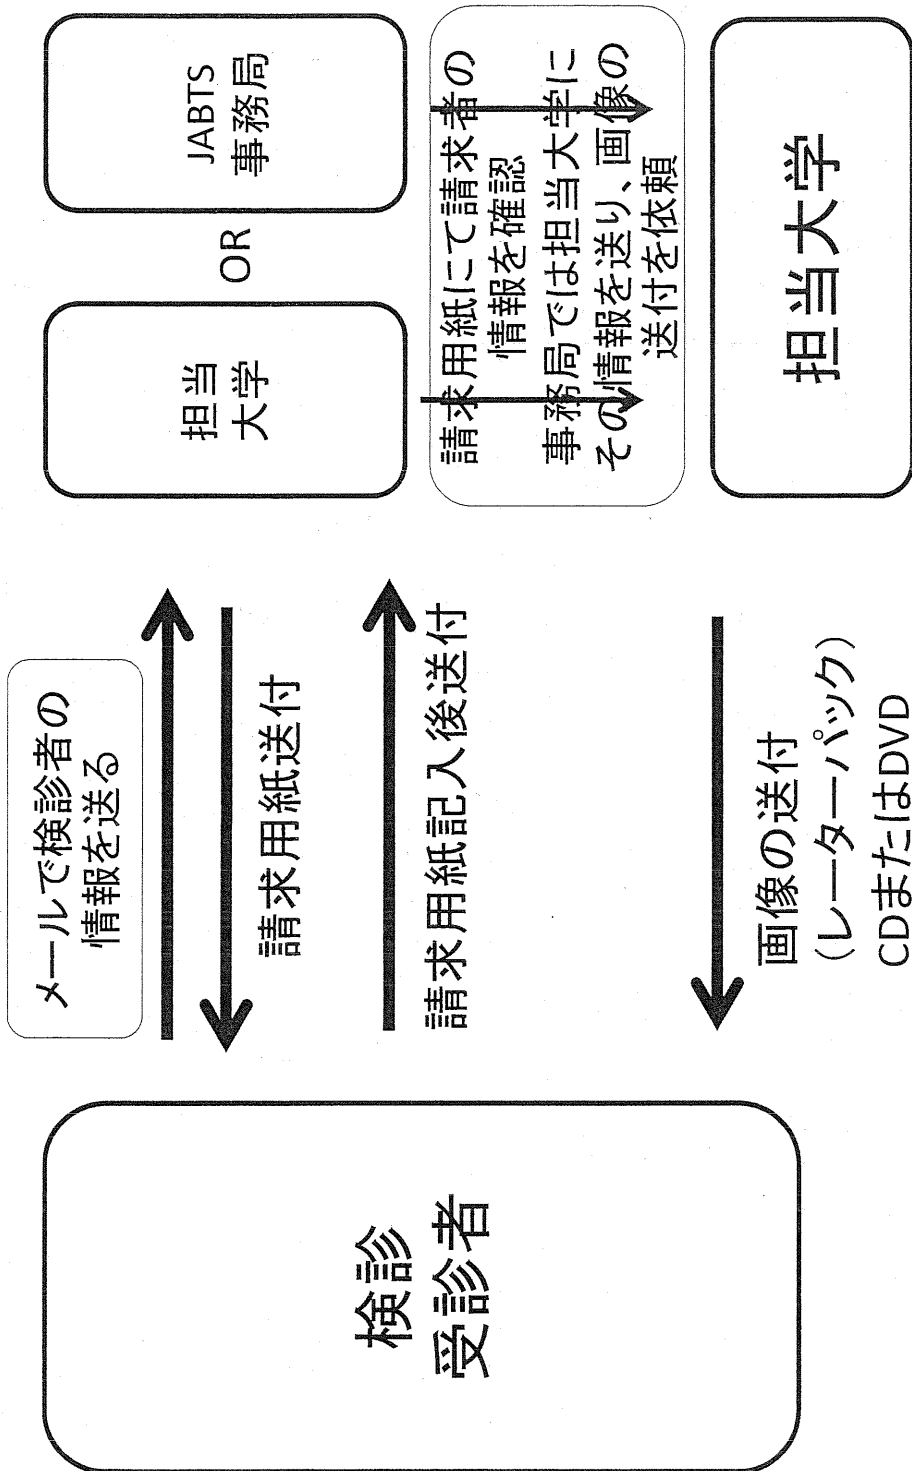 検診
受診者
メールで検診者の
情報を送る
請求用紙送付
請求用紙記入後送付
画像の送付
(レーターパック)
CDまたはDVD
担当
大学
OR
JABTS
事務局
請求用紙にて請求者の
情報を確認
事務局では担当大学に
その情報を送り、画像の
送付を依頼
担当大学